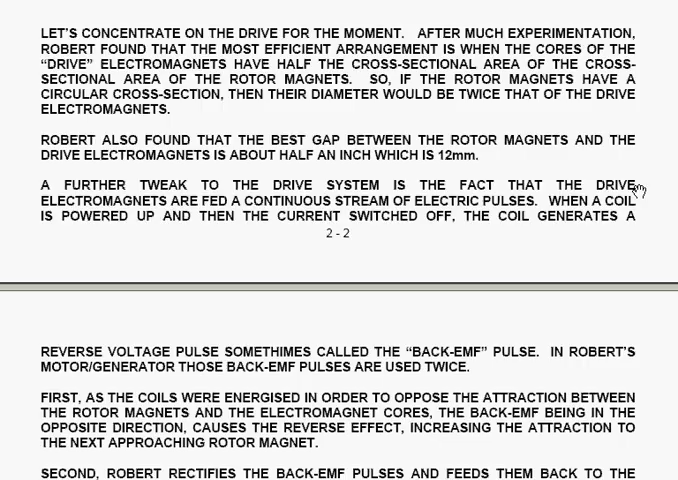 LET'S CONCENTRATE ON THE DRIVE FOR THE MOMENT. AFTER MUCH EXPERIMENTATION,
ROBERT FOUND THAT THE MOST EFFICIENT ARRANGEMENT IS WHEN THE CORES OF THE
“DRIVE” ELECTROMAGNETS HAVE HALF THE CROSS-SECTIONAL AREA OF THE CROSS-
SECTIONAL AREA OF THE ROTOR MAGNETS. SO, IF THE ROTOR MAGNETS HAVE A
CIRCULAR CROSS-SECTION, THEN THEIR DIAMETER WOULD BE TWICE THAT OF THE DRIVE
ELECTROMAGNETS.
ROBERT ALSO FOUND THAT THE BEST GAP BETWEEN THE ROTOR MAGNETS AND THE
DRIVE ELECTROMAGNETS IS ABOUT HALF AN INCH WHICH IS 12mm.
A FURTHER TWEAK TO THE DRIVE SYSTEM IS THE FACT THAT THE DRIVE
ELECTROMAGNETS ARE FED A CONTINUOUS STREAM OF ELECTRIC PULSES. WHEN A COIL
IS POWERED UP AND THEN THE CURRENT SWITCHED OFF, THE COIL GENERATES A
2 - 2
REVERSE VOLTAGE PULSE SOMETHIMES CALLED THE “BACK-EMF” PULSE. IN ROBERT'S
MOTOR/GENERATOR THOSE BACK-EMF PULSES ARE USED TWICE.
FIRST, AS THE COILS WERE ENERGISED IN ORDER TO OPPOSE THE ATTRACTION BETWEEN
THE ROTOR MAGNETS AND THE ELECTROMAGNET CORES, THE BACK-EMF BEING IN THE
OPPOSITE DIRECTION, CAUSES THE REVERSE EFFECT, INCREASING THE ATTRACTION TO
THE NEXT APPROACHING ROTOR MAGNET.
SECOND, ROBERT RECTIFIES THE BACK-EMF PULSES AND FEEDS THEM BACK TO THE